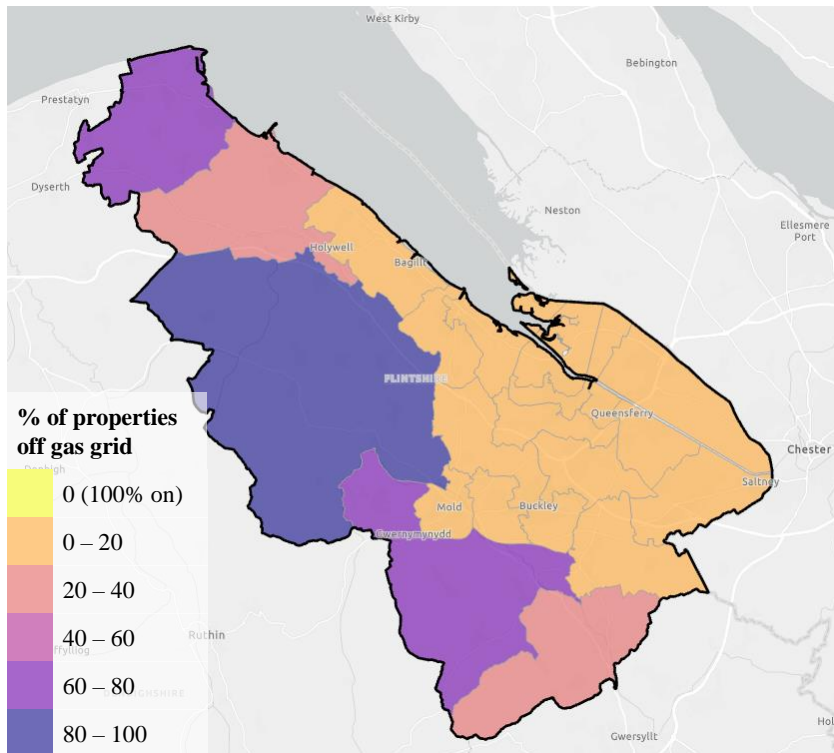 West Kirby
Bebington
Prestatyn
Dyserth
Neston
Ellesmere
Port
Holywell
Bagillt
FLINTSHIRE
Queensferry
% of properties
off gas grid
Chester
Denbigh
0 (100% on)
Saltney
Mold
Buckley
0 – 20
Gwernymynydd
20 – 40
40 – 60
Ruthin
60 – 80
80 – 100
Gwersyllt